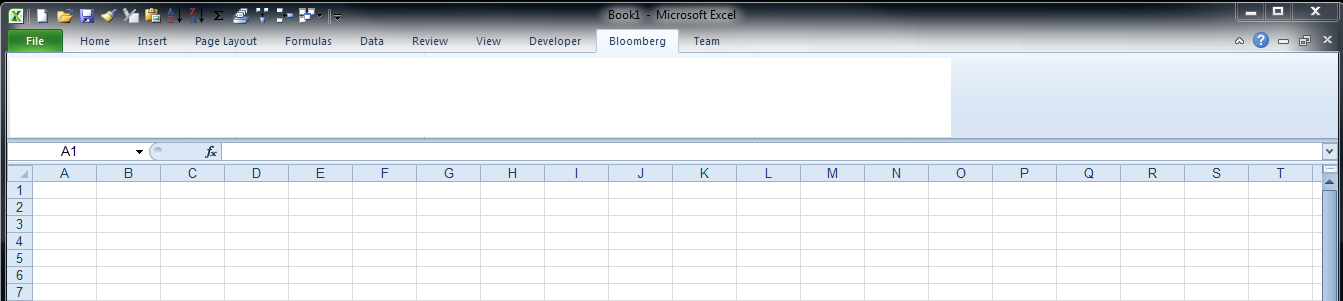 Book1 - Microsoft Excel
File Home Insert Page Layout Formulas Data Review View Developer Bloomberg Team
A1 fx
A B C D E F G H I J K L M N O P Q R S T
1
2
3
4
5
6
7